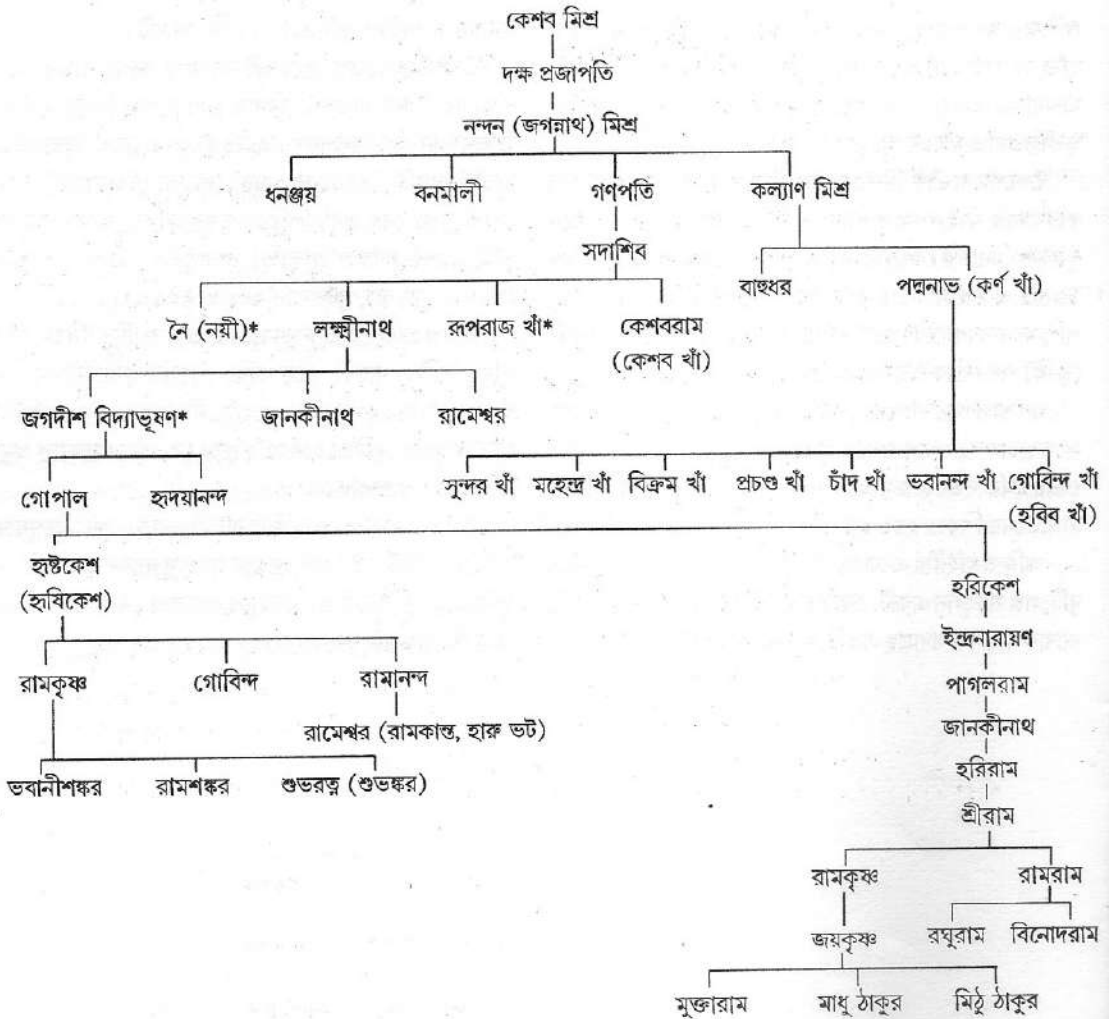 কেশব মিশ্র
দক্ষ প্রজাপতি
নন্দন (জগন্নাথ) মিশ্র
ধনঞ্জয় বনমালী গণপতি কল্যাণ মিশ্র
সদাশিব
বাহুধর পদ্মনাভ (কর্ণ খাঁ)
নৈ (নয়ী)* লক্ষ্মীনাথ রূপরাজ খাঁ* কেশবরাম
(কেশব খাঁ)
জগদীশ বিদ্যাভূষণ* জানকীনাথ রামেশ্বর
গোপাল হৃদয়ানন্দ
সুন্দর খাঁ মহেন্দ্র খাঁ বিক্রম খাঁ প্রচণ্ড খাঁ চাঁদ খাঁ ভবানন্দ খাঁ গোবিন্দ খাঁ
(হবিব খাঁ)
হৃষ্টকেশ
(হৃষিকেশ)
হরিকেশ
ইন্দ্রনারায়ণ
রামকৃষ্ণ গোবিন্দ রামানন্দ
পাগলরাম
রামেশ্বর (রামকান্ত, হারু ভট)
জানকীনাথ
ভবানীশঙ্কর রামশঙ্কর শুভরত্ন (শুভঙ্কর)
হরিরাম
শ্রীরাম
রামকৃষ্ণ রামরাম
জয়কৃষ্ণ রঘুরাম বিনোদরাম
মুক্তারাম মাধু ঠাকুর মিঠু ঠাকুর